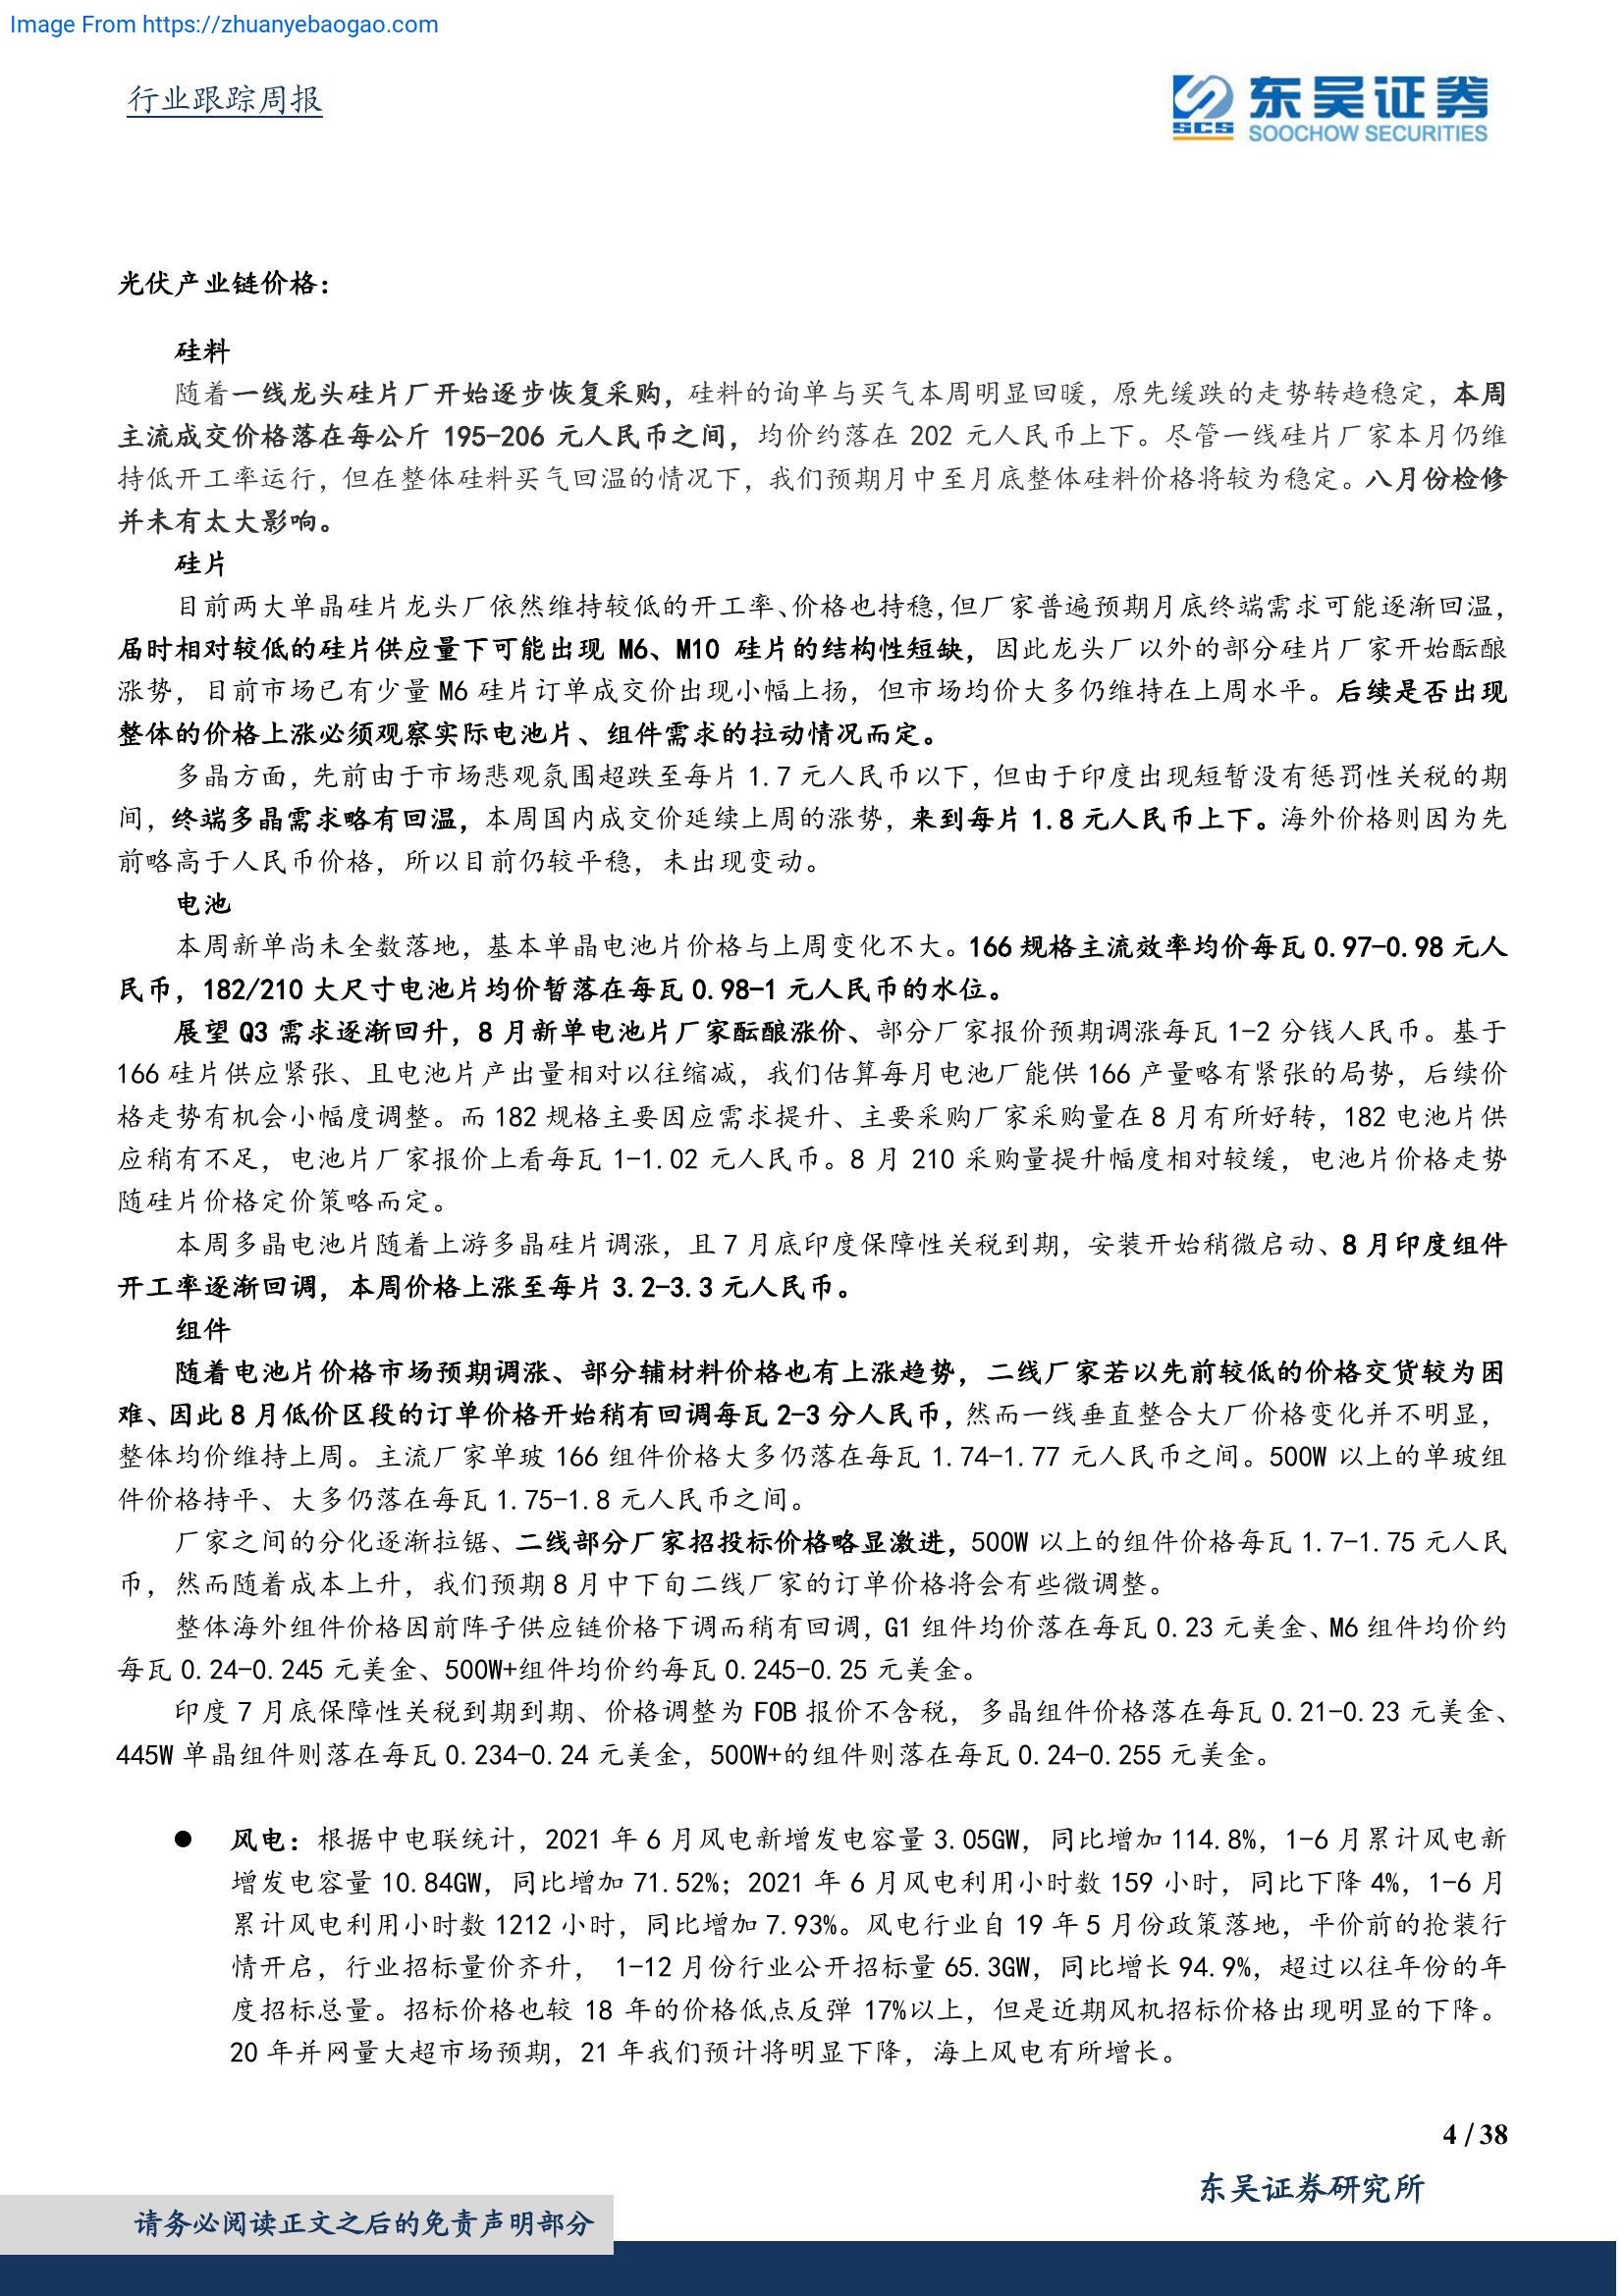 Image From https://zhuanyebaogao.com
行业跟踪周报
SCS 东吴证券
SOOCHOW SECURITIES
光伏产业链价格：
硅料
随着一线龙头硅片厂开始逐步恢复采购，硅料的询单与买气本周明显回暖，原先缓跌的走势转趋稳定，本周
主流成交价格落在每公斤 195-206 元人民币之间，均价约落在 202 元人民币上下。尽管一线硅片厂家本月仍维
持低开工率运行，但在整体硅料买气回温的情况下，我们预期月中至月底整体硅料价格将较为稳定。八月份检修
并未有太大影响。
硅片
目前两大单晶硅片龙头厂依然维持较低的开工率、价格也持稳，但厂家普遍预期月底终端需求可能逐渐回温，
届时相对较低的硅片供应量下可能出现 M6、M10 硅片的结构性短缺，因此龙头厂以外的部分硅片厂家开始酝酿
涨势，目前市场已有少量 M6 硅片订单成交价出现小幅上扬，但市场均价大多仍维持在上周水平。后续是否出现
整体的价格上涨必须观察实际电池片、组件需求的拉动情况而定。
多晶方面，先前由于市场悲观氛围超跌至每片 1.7 元人民币以下，但由于印度出现短暂没有惩罚性关税的期
间，终端多晶需求略有回温，本周国内成交价延续上周的涨势，来到每片 1.8 元人民币上下。海外价格则因为先
前略高于人民币价格，所以目前仍较平稳，未出现变动。
电池
本周新单尚未全数落地，基本单晶电池片价格与上周变化不大。166 规格主流效率均价每瓦 0.97-0.98 元人
民币，182/210 大尺寸电池片均价暂落在每瓦 0.98-1 元人民币的水位。
展望 Q3 需求逐渐回升，8 月新单电池片厂家酝酿涨价、部分厂家报价预期调涨每瓦 1-2 分钱人民币。基于
166 硅片供应紧张、且电池片产出量相对以往缩减，我们估算每月电池厂能供 166 产量略有紧张的局势，后续价
格走势有机会小幅度调整。而 182 规格主要因应需求提升、主要采购厂家采购量在 8 月有所好转，182 电池片供
应稍有不足，电池片厂家报价上看每瓦 1-1.02 元人民币。8 月 210 采购量提升幅度相对较缓，电池片价格走势
随硅片价格定价策略而定。
本周多晶电池片随着上游多晶硅片调涨，且 7 月底印度保障性关税到期，安装开始稍微启动、8 月印度组件
开工率逐渐回调，本周价格上涨至每片 3.2-3.3 元人民币。
组件
随着电池片价格市场预期调涨、部分辅材料价格也有上涨趋势，二线厂家若以先前较低的价格交货较为困
难、因此 8 月低价区段的订单价格开始稍有回调每瓦 2-3 分人民币，然而一线垂直整合大厂价格变化并不明显，
整体均价维持上周。主流厂家单玻 166 组件价格大多仍落在每瓦 1.74-1.77 元人民币之间。500W 以上的单玻组
件价格持平、大多仍落在每瓦 1.75-1.8 元人民币之间。
厂家之间的分化逐渐拉锯、二线部分厂家招投标价格略显激进，500W 以上的组件价格每瓦 1.7-1.75 元人民
币，然而随着成本上升，我们预期 8 月中下旬二线厂家的订单价格将会有些微调整。
整体海外组件价格因前阵子供应链价格下调而稍有回调，G1 组件均价落在每瓦 0.23 元美金、M6 组件均价约
每瓦 0.24-0.245 元美金、500W+组件均价约每瓦 0.245-0.25 元美金。
印度 7 月底保障性关税到期到期、价格调整为 FOB 报价不含税，多晶组件价格落在每瓦 0.21-0.23 元美金、
445W 单晶组件则落在每瓦 0.234-0.24 元美金，500W+的组件则落在每瓦 0.24-0.255 元美金。
● 风电：根据中电联统计，2021 年 6 月风电新增发电容量 3.05GW，同比增加 114.8%，1-6 月累计风电新
增发电容量 10.84GW，同比增加 71.52%；2021 年 6 月风电利用小时数 159 小时，同比下降 4%，1-6 月
累计风电利用小时数 1212 小时，同比增加 7.93%。风电行业自 19 年 5 月份政策落地，平价前的抢装行
情开启，行业招标量价齐升， 1-12 月份行业公开招标量 65.3GW，同比增长 94.9%，超过以往年份的年
度招标总量。招标价格也较 18 年的价格低点反弹 17%以上，但是近期风机招标价格出现明显的下降。
20 年并网量大超市场预期，21 年我们预计将明显下降，海上风电有所增长。
4 / 38
东吴证券研究所
请务必阅读正文之后的免责声明部分